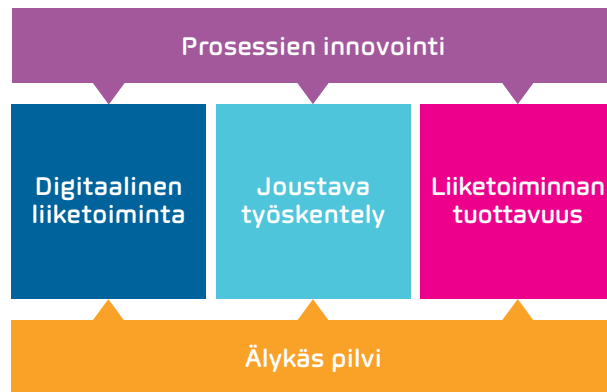 Prosessien innovointi
Digitaalinen
liiketoiminta
Joustava
työskentely
Liiketoiminnan
tuottavuus
Älykäs pilvi